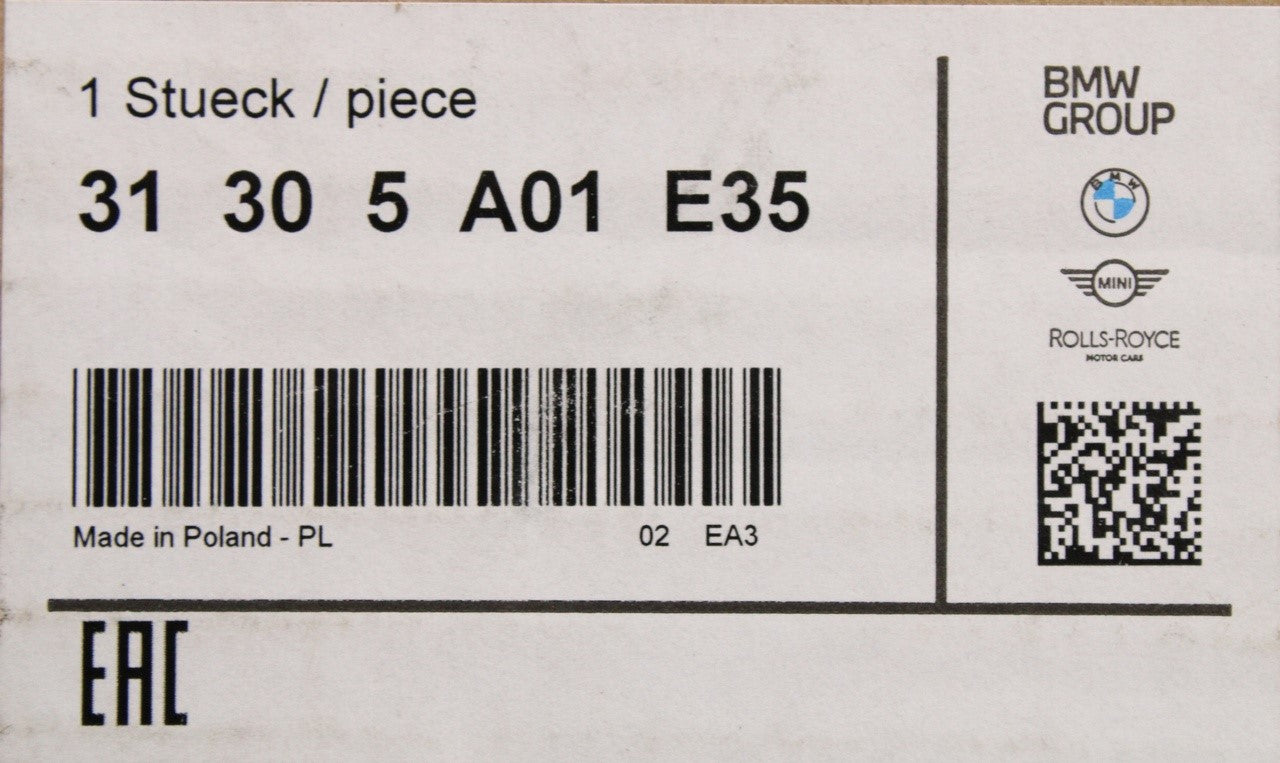 1 Stueck / piece
31 30 5 A01 E35
Made in Poland - PL
02 EA3
EAC
BMW
GROUP
BMW
MINI
ROLLS-ROYCE
MOTOR CARS